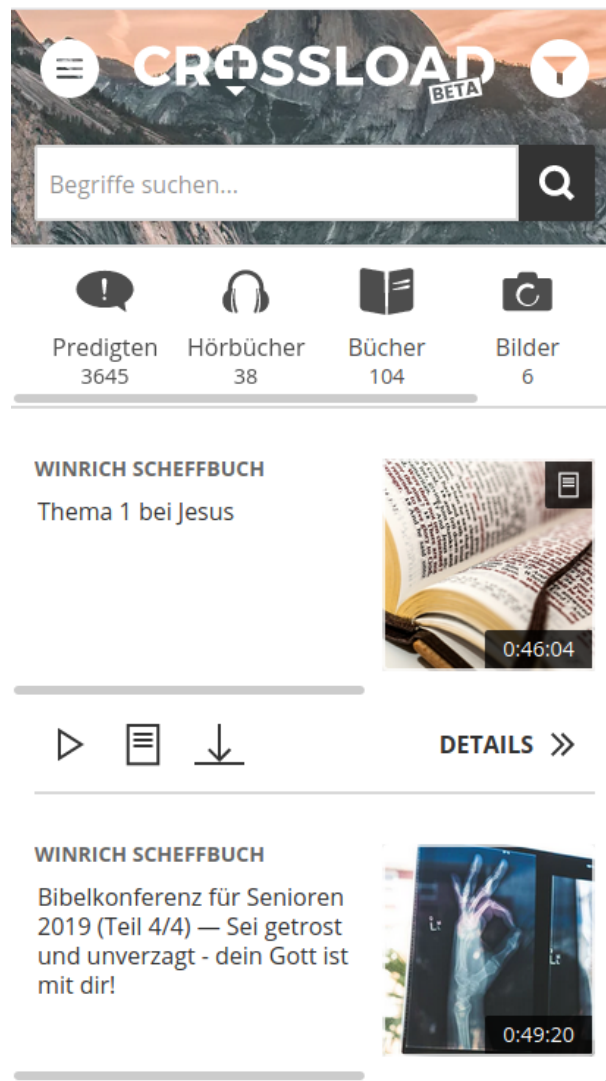 CROSSLOAD
BETA
Begriffe suchen...
Predigten Hörbücher Bücher Bilder
3645 38 104 6
WINRICH SCHEFFBUCH
Thema 1 bei Jesus
0:46:04
DETAILS
WINRICH SCHEFFBUCH
Bibelkonferenz für Senioren
2019 (Teil 4/4) — Sei getrost
und unverzagt - dein Gott ist
mit dir!
0:49:20